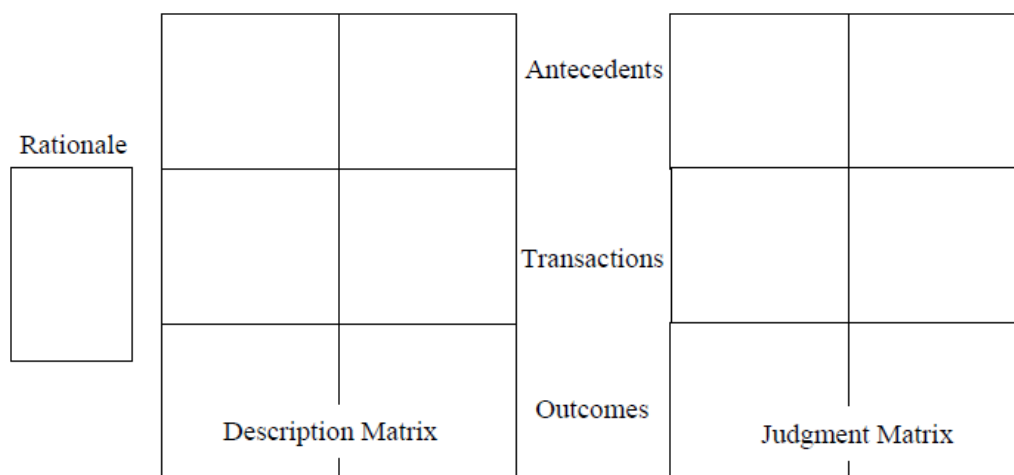 Antecedents
Rationale
Transactions
Outcomes
Description Matrix
Judgment Matrix